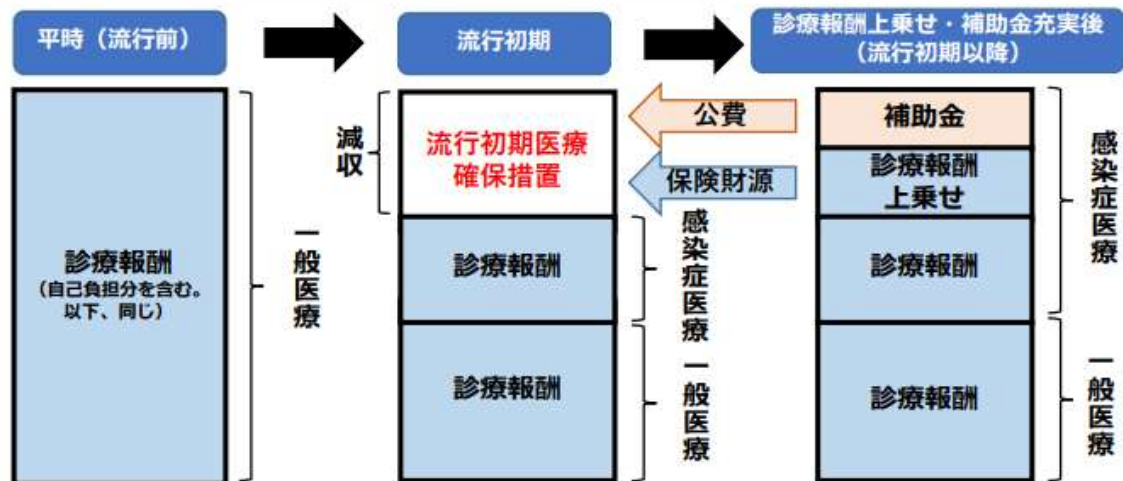 平時（流行前）
流行初期
診療報酬上乗せ・補助金充実後
（流行初期以降）
診療報酬
（自己負担分を含む。
以下、同じ）
一般医療
減収
流行初期医療
確保措置
診療報酬
診療報酬
感染症医療
一般医療
公費
保険財源
補助金
診療報酬
上乗せ
診療報酬
診療報酬
感染症医療
一般医療